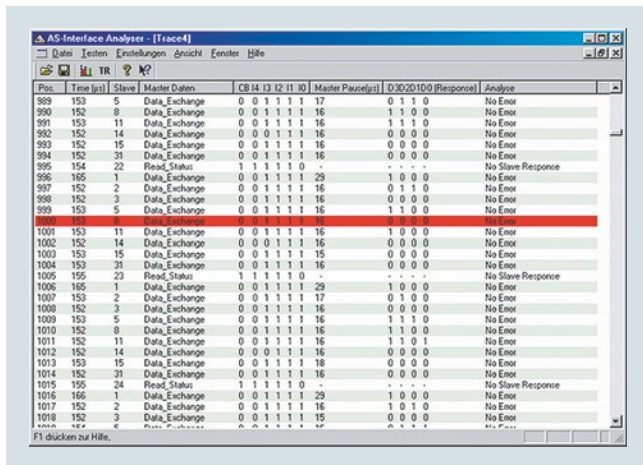 AS-Interface Analyser - [Trace4]
Datei Testen Einstellungen Ansicht Fenster Hilfe
TR
Pos. Time (µs) Slave Master Daten CB I4 I3 I2 I1 I0 Master Pause(µs) D3D2D1D0 (Response) Analyse
989 153 5 Data_Exchange 0 0 1 1 1 1 17 0 1 1 0 No Error
990 152 8 Data_Exchange 0 0 1 1 1 1 16 1 1 0 0 No Error
991 153 11 Data_Exchange 0 0 1 1 1 1 16 1 1 1 0 No Error
992 152 14 Data_Exchange 0 0 0 1 1 1 16 0 0 0 0 No Error
993 152 15 Data_Exchange 0 0 1 1 1 1 16 0 0 0 0 No Error
994 152 31 Data_Exchange 0 0 1 1 1 1 16 0 0 0 0 No Error
995 154 22 Read_Status 1 1 1 1 1 0 - - - - - No Slave Response
996 165 1 Data_Exchange 0 0 1 1 1 1 29 1 0 0 0 No Error
997 152 2 Data_Exchange 0 0 1 1 1 1 16 0 1 1 0 No Error
998 152 3 Data_Exchange 0 0 1 1 1 1 16 0 0 0 0 No Error
999 153 5 Data_Exchange 0 0 1 1 1 1 16 1 1 0 0 No Error
1000 153 8 Data_Exchange 0 0 1 1 1 1 16 0 0 0 0 No Error
1001 153 11 Data_Exchange 0 0 1 1 1 1 16 1 0 0 0 No Error
1002 152 14 Data_Exchange 0 0 0 1 1 1 16 0 0 0 0 No Error
1003 153 15 Data_Exchange 0 0 1 1 1 1 15 0 0 0 0 No Error
1004 153 31 Data_Exchange 0 0 1 1 1 1 16 0 0 0 0 No Error
1005 155 23 Read_Status 1 1 1 1 1 0 - - - - - No Slave Response
1006 165 1 Data_Exchange 0 0 1 1 1 1 29 1 0 0 0 No Error
1007 153 2 Data_Exchange 0 0 1 1 1 1 17 0 1 0 0 No Error
1008 152 3 Data_Exchange 0 0 1 1 1 1 16 0 0 0 0 No Error
1009 153 5 Data_Exchange 0 0 1 1 1 1 16 1 1 1 0 No Error
1010 152 8 Data_Exchange 0 0 1 1 1 1 16 1 1 0 0 No Error
1011 152 11 Data_Exchange 0 0 1 1 1 1 16 1 1 0 1 No Error
1012 152 14 Data_Exchange 0 0 0 1 1 1 16 0 0 0 0 No Error
1013 152 15 Data_Exchange 0 0 1 1 1 1 18 0 0 0 0 No Error
1014 152 31 Data_Exchange 0 0 1 1 1 1 16 0 0 0 0 No Error
1015 155 24 Read_Status 1 1 1 1 1 0 - - - - - No Slave Response
1016 166 1 Data_Exchange 0 0 1 1 1 1 29 1 0 0 0 No Error
1017 152 2 Data_Exchange 0 0 1 1 1 1 16 1 0 1 0 No Error
1018 152 3 Data_Exchange 0 0 1 1 1 1 15 0 0 0 0 No Error
F1 drücken zur Hilfe,